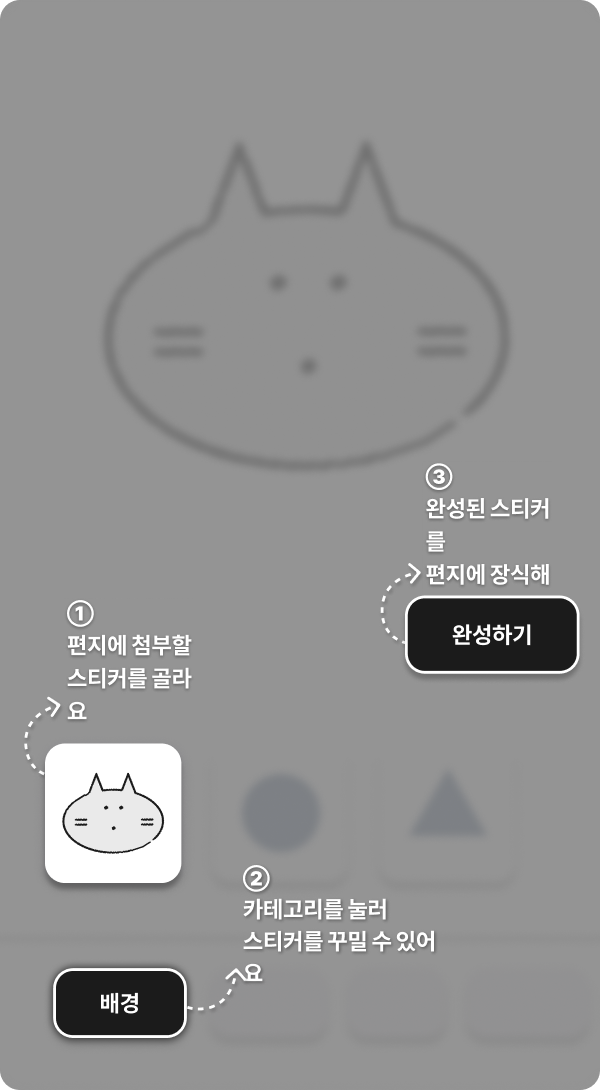 ③
완성된 스티커
를
편지에 장식해
완성하기
①
편지에 첨부할
스티커를 골라
요
②
카테고리를 눌러
스티커를 꾸밀 수 있어
요
배경